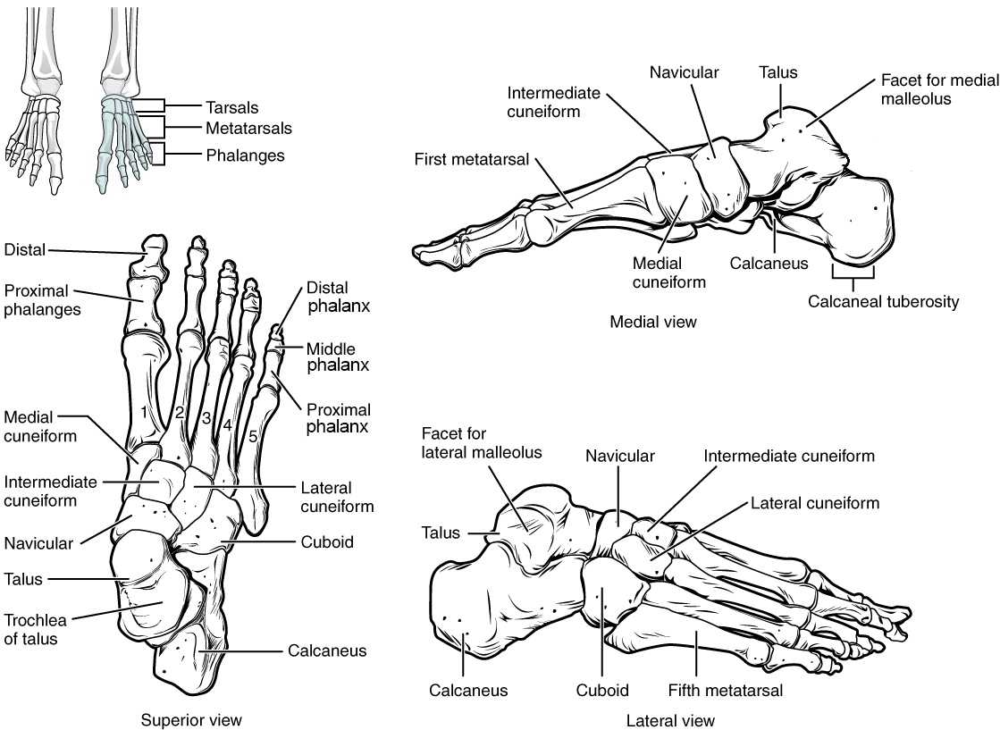 Tarsals
Metatarsals
Phalanges
Distal
Proximal
phalanges
Distal
phalanx
Middle
phalanx
Proximal
phalanx
1
2
3
4
5
Medial
cuneiform
Intermediate
cuneiform
Navicular
Talus
Trochlea
of talus
Lateral
cuneiform
Cuboid
Calcaneus
Superior view
Navicular
Talus
Facet for medial
malleolus
Intermediate
cuneiform
First metatarsal
Medial
cuneiform
Calcaneus
Calcaneal tuberosity
Medial view
Facet for
lateral malleolus
Navicular
Intermediate cuneiform
Lateral cuneiform
Talus
Calcaneus
Cuboid
Fifth metatarsal
Lateral view